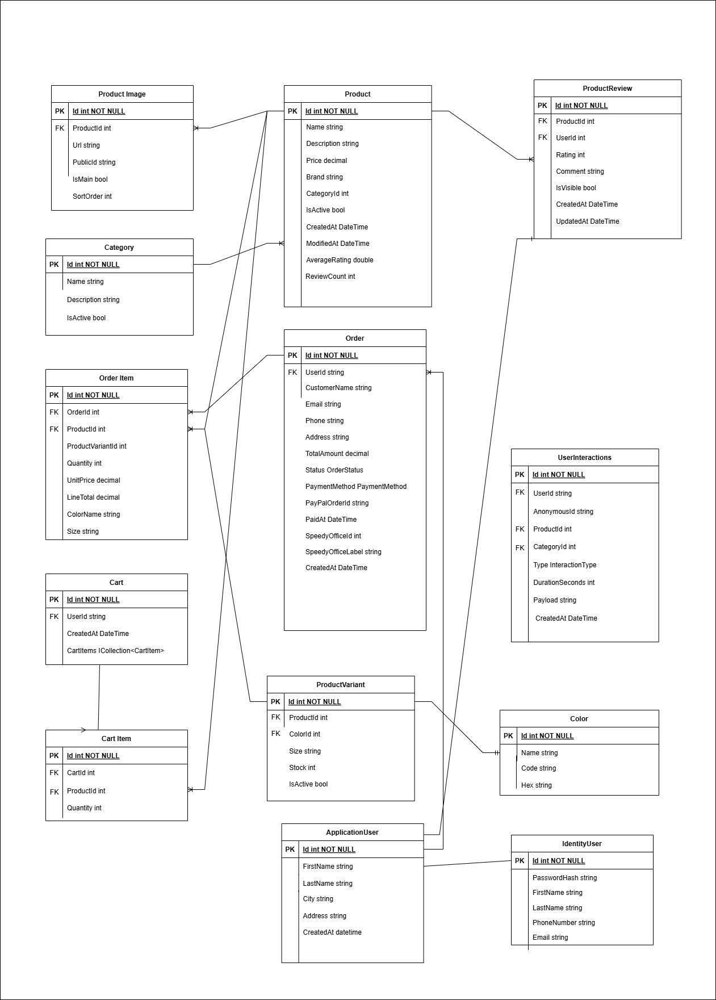 Product Image
PK Id int NOT NULL
FK ProductId int
Url string
PublicId string
IsMain bool
SortOrder int
Product
PK Id int NOT NULL
Name string
Description string
Price decimal
Brand string
CategoryId int
IsActive bool
CreatedAt DateTime
ModifiedAt DateTime
AverageRating double
ReviewCount int
ProductReview
PK Id int NOT NULL
FK ProductId int
FK UserId int
Rating int
Comment string
IsVisible bool
CreatedAt DateTime
UpdatedAt DateTime
Category
PK Id int NOT NULL
Name string
Description string
IsActive bool
Order Item
PK Id int NOT NULL
FK OrderId int
FK ProductId int
ProductVariantId int
Quantity int
UnitPrice decimal
LineTotal decimal
ColorName string
Size string
Order
PK Id int NOT NULL
FK UserId string
CustomerName string
Email string
Phone string
Address string
TotalAmount decimal
Status OrderStatus
PaymentMethod PaymentMethod
PayPalOrderId string
PaidAt DateTime
SpeedyOfficeId int
SpeedyOfficeLabel string
CreatedAt DateTime
UserInteractions
PK Id int NOT NULL
FK UserId string
AnonymousId string
FK ProductId int
FK CategoryId int
Type InteractionType
DurationSeconds int
Payload string
CreatedAt DateTime
Cart
PK Id int NOT NULL
FK UserId string
CreatedAt DateTime
CartItems ICollection<CartItem>
Cart Item
PK Id int NOT NULL
FK CartId int
FK ProductId int
Quantity int
ProductVariant
PK Id int NOT NULL
FK ProductId int
FK ColorId int
Size string
Stock int
IsActive bool
Color
PK Id int NOT NULL
Name string
Code string
Hex string
ApplicationUser
PK Id int NOT NULL
FirstName string
LastName string
City string
Address string
CreatedAt datetime
IdentityUser
PK Id int NOT NULL
PasswordHash string
FirstName string
LastName string
PhoneNumber string
Email string